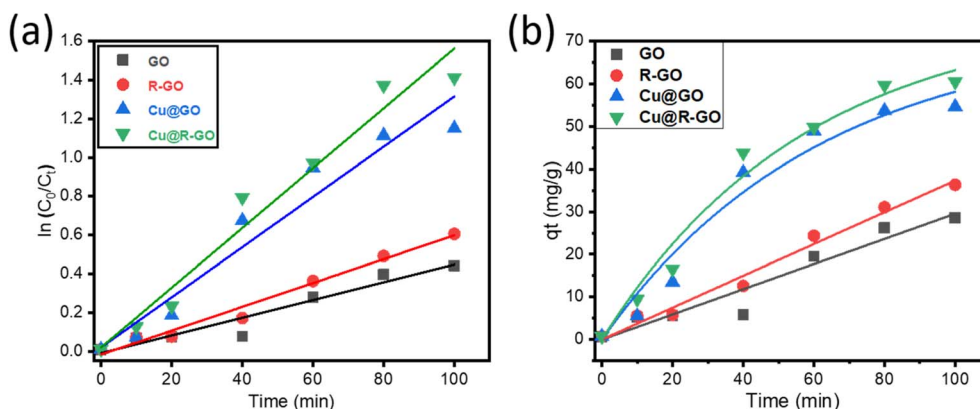 (a)
ln (C₀/Cₜ)
1.6
1.4
1.2
1.0
0.8
0.6
0.4
0.2
0.0
GO
R-GO
Cu@GO
Cu@R-GO
0 20 40 60 80 100
Time (min)
(b)
qt (mg/g)
70
60
50
40
30
20
10
0
GO
R-GO
Cu@GO
Cu@R-GO
0 20 40 60 80 100
Time (min)